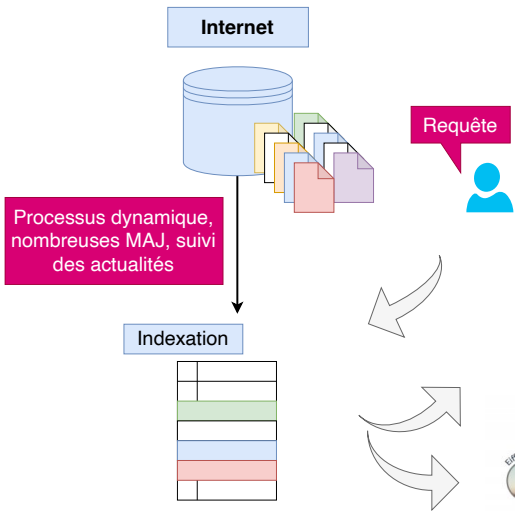 Internet
Requête
Processus dynamique,
nombreuses MAJ, suivi
des actualités
Indexation